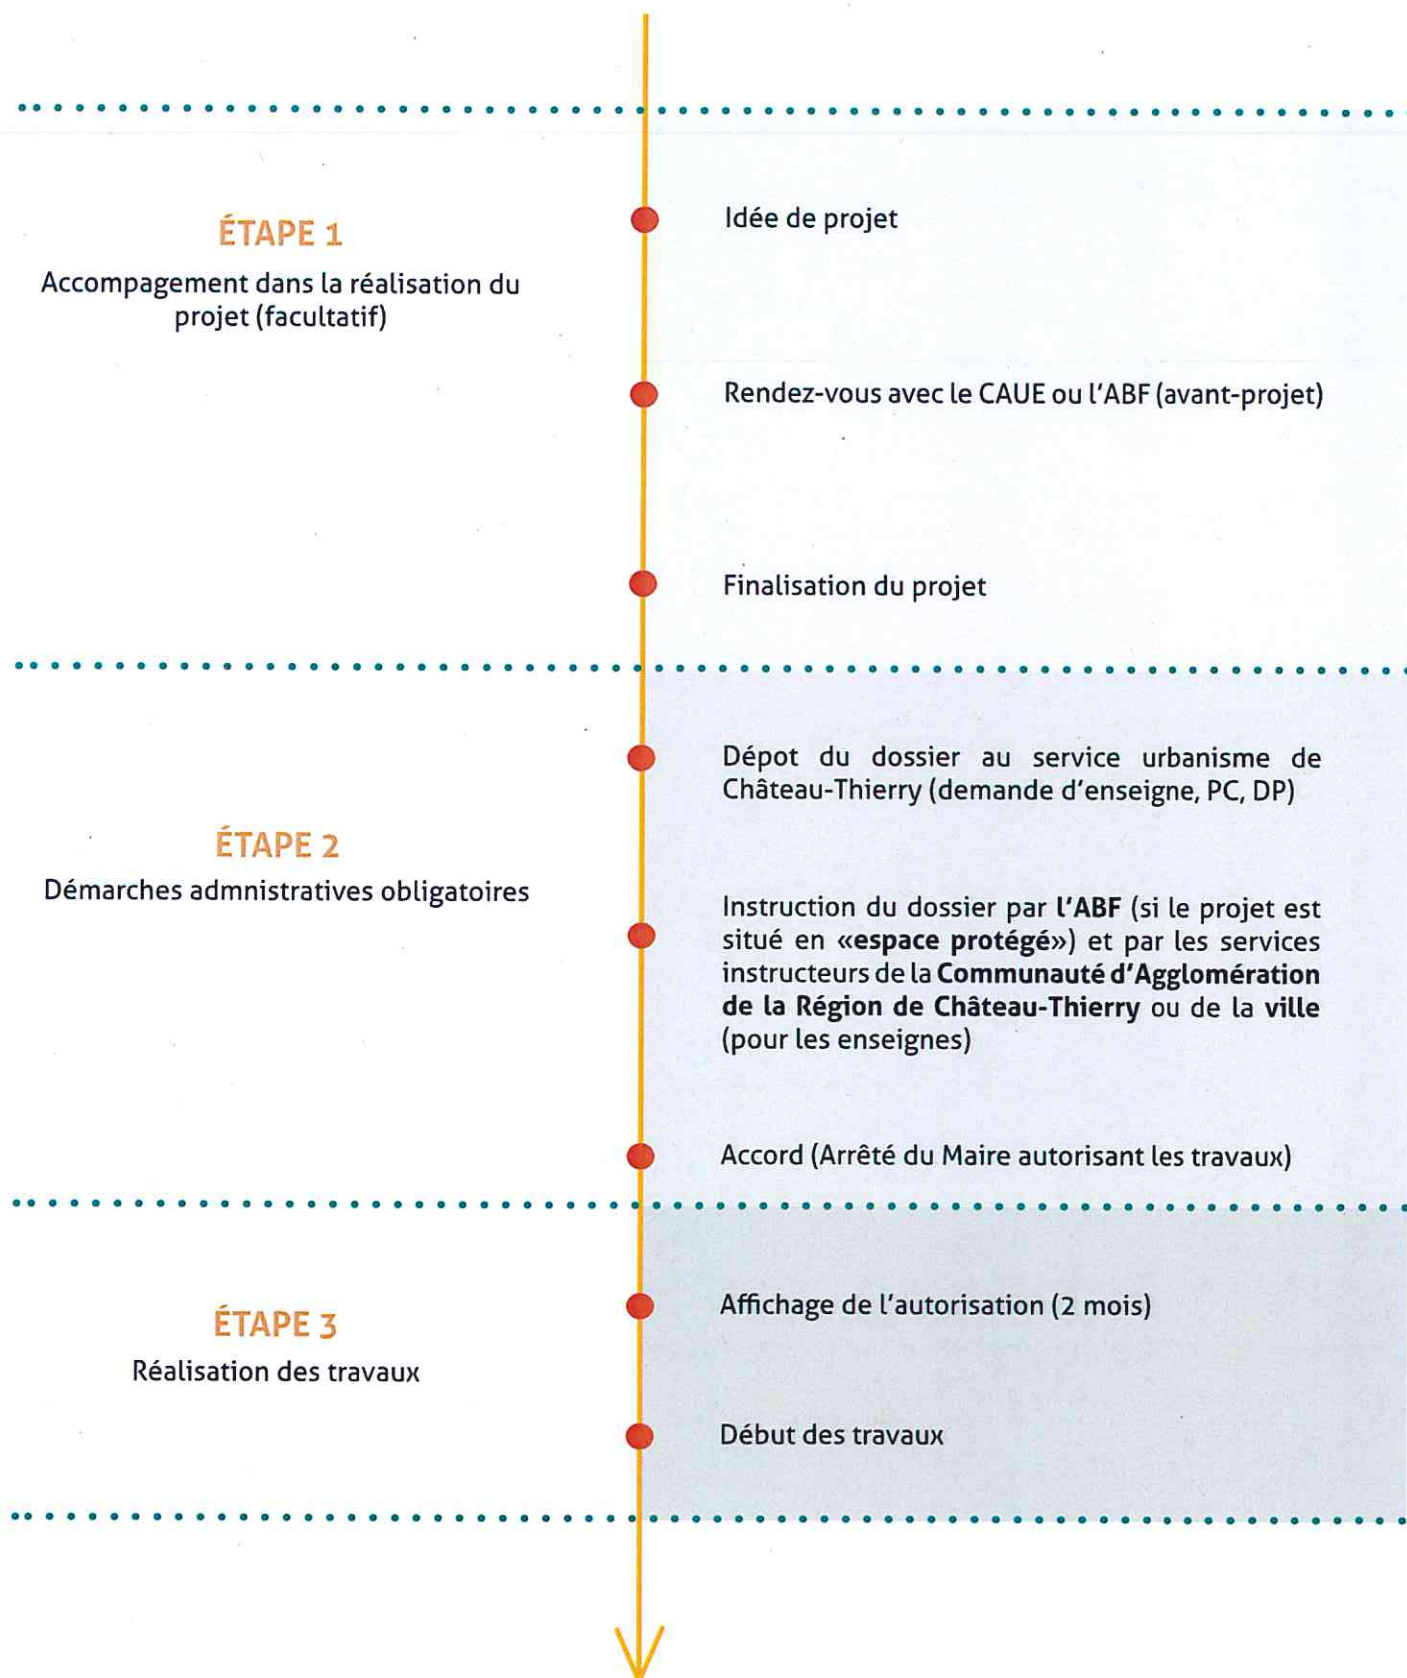 ÉTAPE 1
Accompagement dans la réalisation du
projet (facultatif)
Idée de projet
Rendez-vous avec le CAUE ou l'ABF (avant-projet)
Finalisation du projet
ÉTAPE 2
Démarches admnistratives obligatoires
Dépot du dossier au service urbanisme de
Château-Thierry (demande d'enseigne, PC, DP)
Instruction du dossier par l'ABF (si le projet est
situé en «espace protégé») et par les services
instructeurs de la Communauté d'Agglomération
de la Région de Château-Thierry ou de la ville
(pour les enseignes)
Accord (Arrêté du Maire autorisant les travaux)
ÉTAPE 3
Réalisation des travaux
Affichage de l'autorisation (2 mois)
Début des travaux